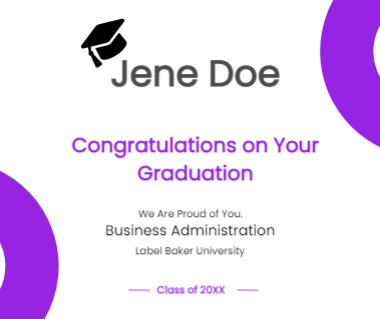 Jene Doe
Congratulations on Your
Graduation
We Are Proud of You.
Business Administration
Label Baker University
Class of 20XX